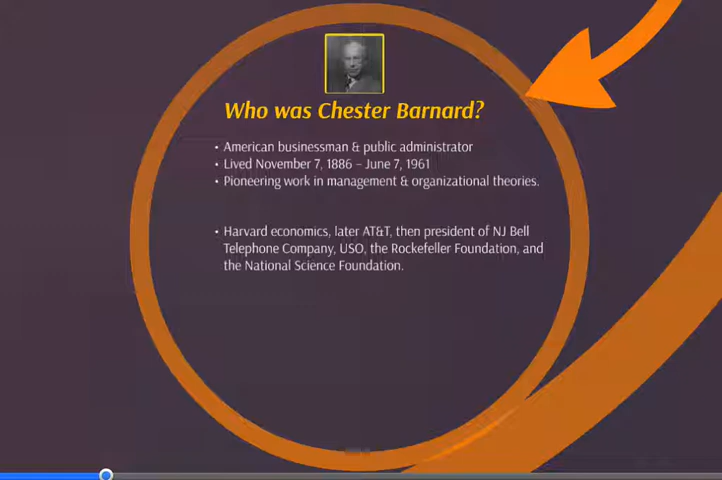 Who was Chester Barnard?
• American businessman & public administrator
• Lived November 7, 1886 – June 7, 1961
• Pioneering work in management & organizational theories.
• Harvard economics, later AT&T, then president of NJ Bell
Telephone Company, USO, the Rockefeller Foundation, and
the National Science Foundation.